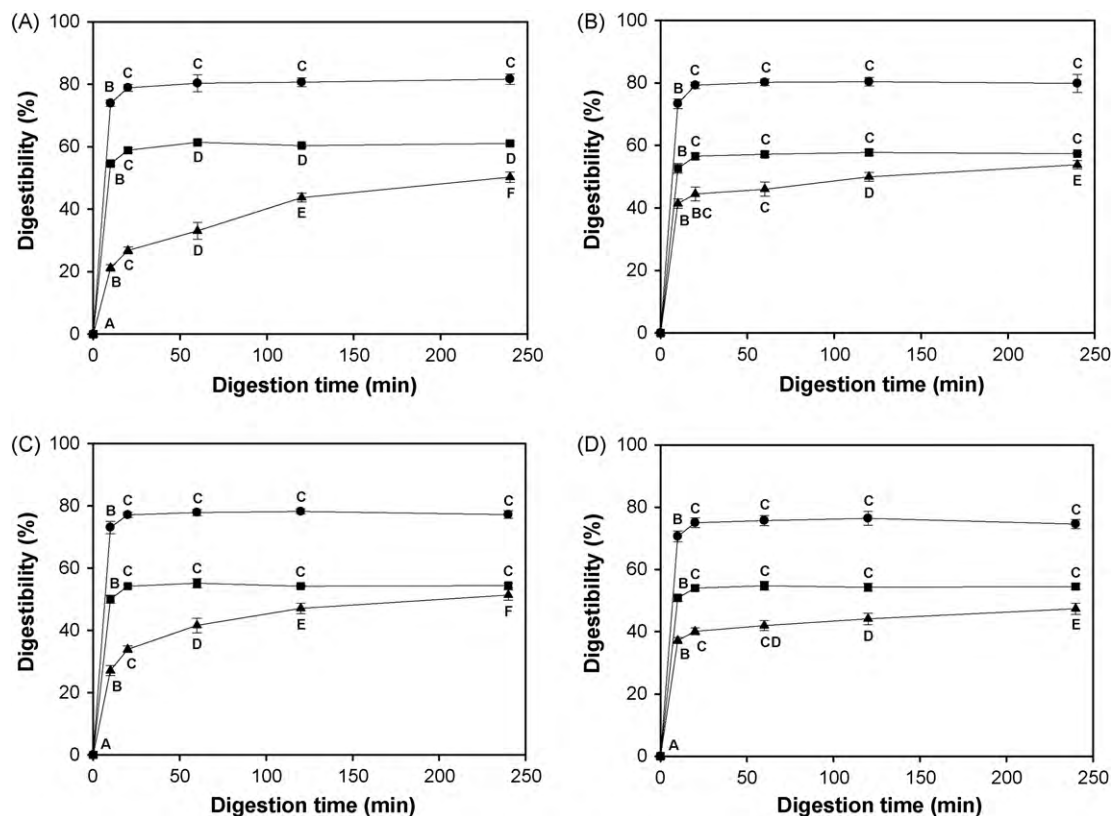 (A)
100
80
60
40
20
0
Digestibility (%)
B C C C C
B C D D D
B C D E F
A
0 50 100 150 200 250
Digestion time (min)
(B)
100
80
60
40
20
0
Digestibility (%)
B C C C C
B C C C C
B BC C D E
0 50 100 150 200 250
Digestion time (min)
(C)
100
80
60
40
20
0
Digestibility (%)
B C C C C
B C C C C
B C D E F
A
0 50 100 150 200 250
Digestion time (min)
(D)
100
80
60
40
20
0
Digestibility (%)
B C C C C
B C C C C
B C CD D E
A
0 50 100 150 200 250
Digestion time (min)